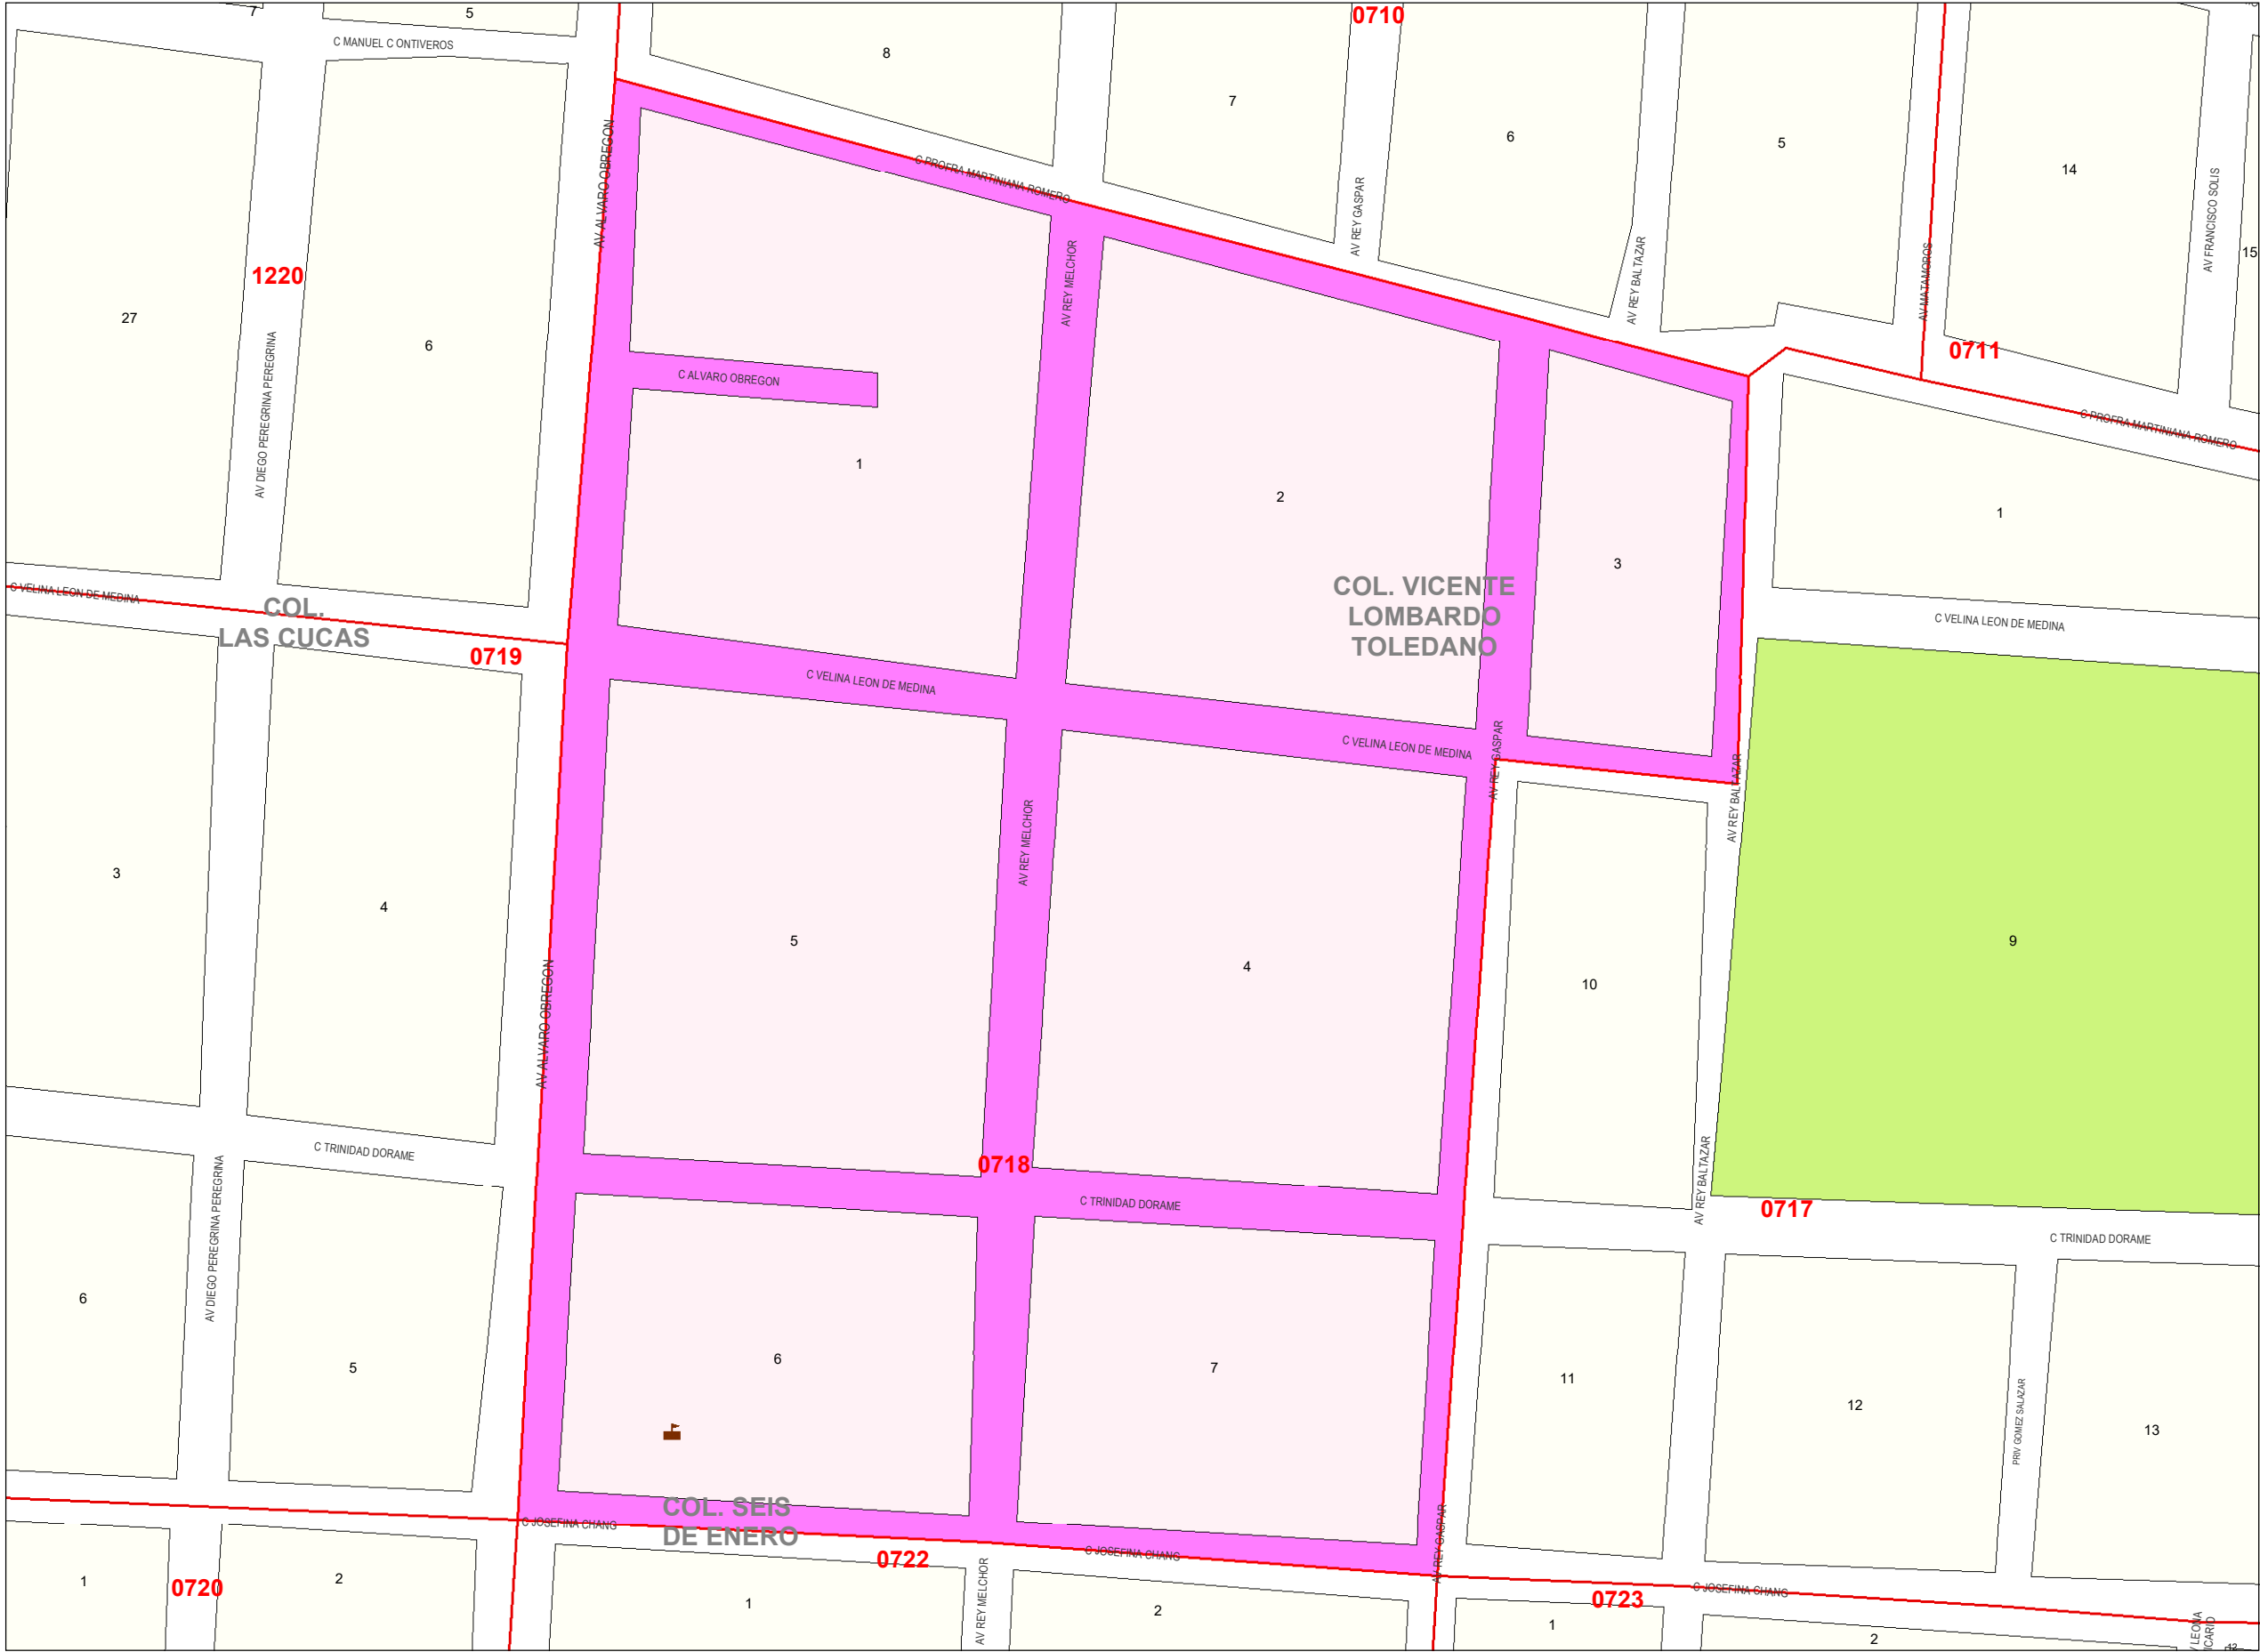 7
5
0710
C MANUEL C ONTIVEROS
8
7
6
5
14
15
AV ALVARO OBREGON
C PROFRA MARTINIANA ROMERO
AV REY GASPAR
AV REY BALTAZAR
AV MATAMOROS
AV FRANCISCO SOLIS
1220
AV REY MELCHOR
27
6
AV DIEGO PEREGRINA PEREGRINA
0711
C ALVARO OBREGON
C PROFRA MARTINIANA ROMERO
1
2
3
1
C VELINA LEON DE MEDINA
COL.
LAS CUCAS
COL. VICENTE
LOMBARDO
TOLEDANO
C VELINA LEON DE MEDINA
0719
C VELINA LEON DE MEDINA
C VELINA LEON DE MEDINA
AV REY GASPAR
AV REY BALTAZAR
AV REY MELCHOR
3
4
5
4
10
9
AV ALVARO OBREGON
C TRINIDAD DORAME
0718
C TRINIDAD DORAME
AV REY BALTAZAR
0717
C TRINIDAD DORAME
AV DIEGO PEREGRINA PEREGRINA
6
5
6
7
11
12
13
PRIV GOMEZ SALAZAR
COL. SEIS
DE ENERO
C JOSEFINA CHANG
0722
C JOSEFINA CHANG
AV REY GASPAR
0720
0723
C JOSEFINA CHANG
1
2
1
AV REY MELCHOR
2
1
2
42